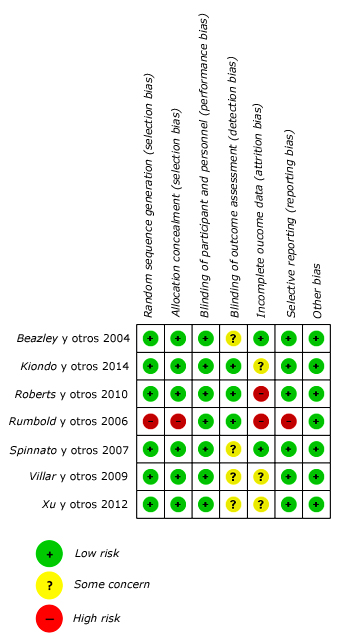 Random sequence generation (selection bias)
Allocation concealment (selection bias)
Blinding of participant and personnel (performance bias)
Blinding of outcome assessment (detection bias)
Incomplete oucome data (attrition bias)
Selective reporting (reporting bias)
Other bias
Beazley y otros 2004 + + + ? + + +
Kiondo y otros 2014 + + + + ? + +
Roberts y otros 2010 + + + + − + +
Rumbold y otros 2006 − − + + − − +
Spinnato y otros 2007 + + + ? + + +
Villar y otros 2009 + + + ? ? + +
Xu y otros 2012 + + + ? ? + +
+ Low risk
? Some concern
− High risk